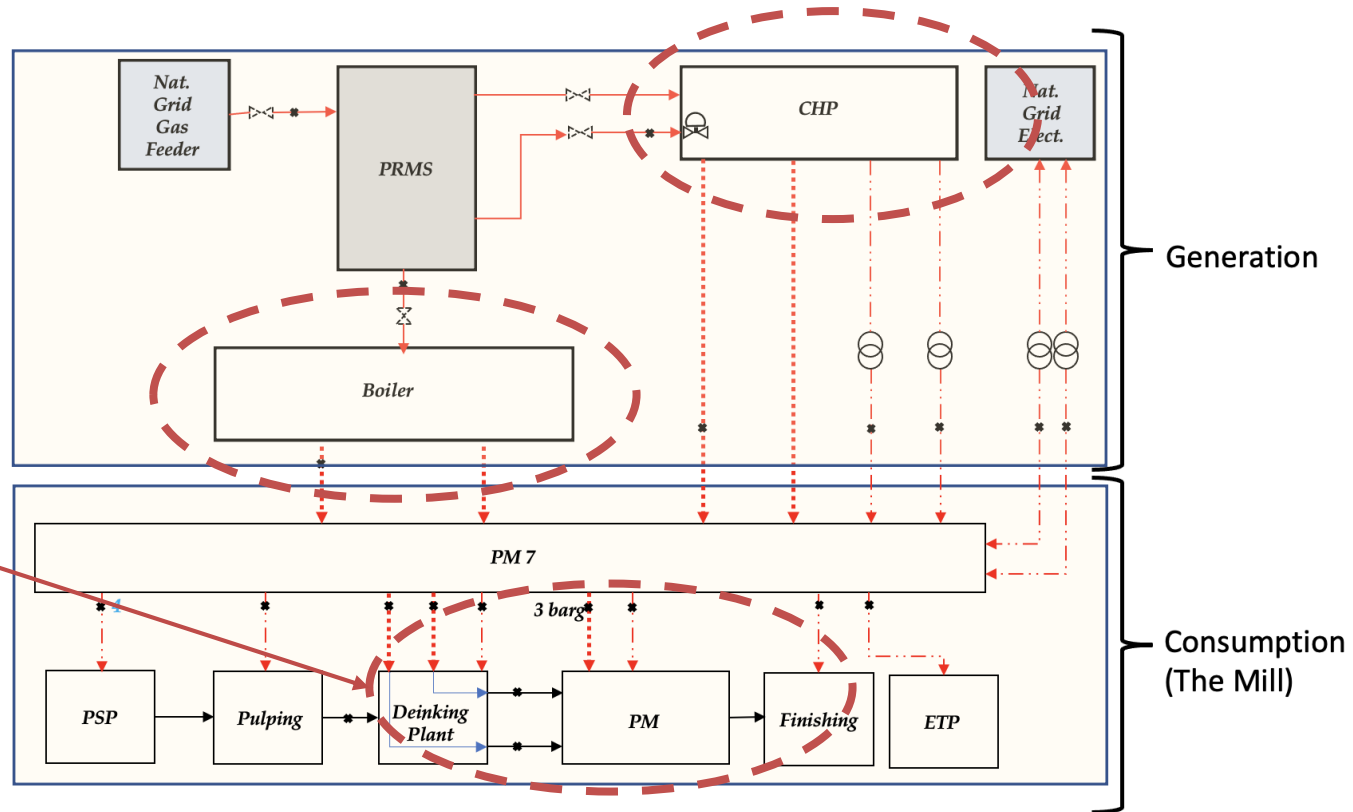 Nat.
Grid
Gas
Feeder
PRMS
CHP
Nat.
Grid
Elect.
Generation
Boiler
PM 7
4
3 barg
Consumption
(The Mill)
PSP
Pulping
Deinking
Plant
PM
Finishing
ETP